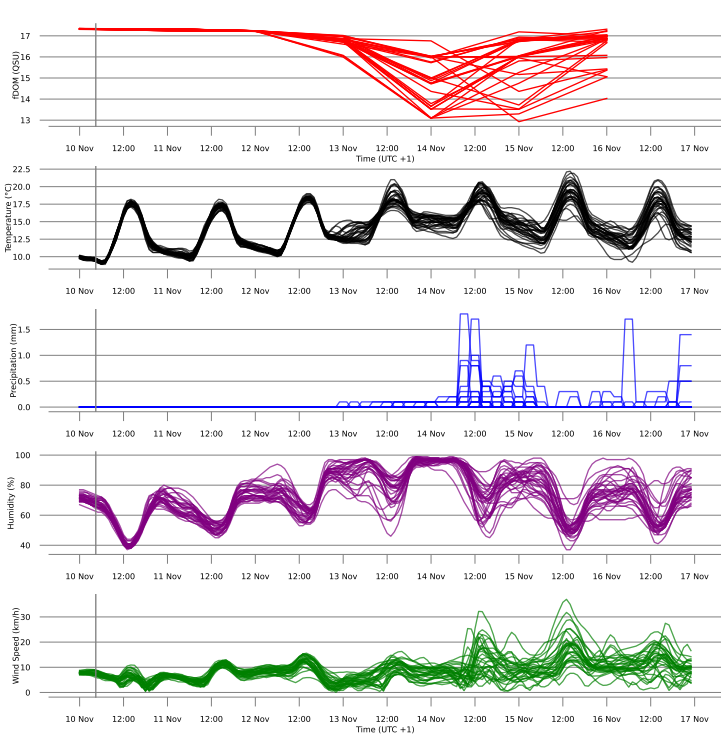 fDOM (QSU)
17
16
15
14
13
10 Nov 12:00 11 Nov 12:00 12 Nov 12:00 13 Nov 12:00 14 Nov 12:00 15 Nov 12:00 16 Nov 12:00 17 Nov
Time (UTC +1)
Temperature (°C)
22.5
20.0
17.5
15.0
12.5
10.0
10 Nov 12:00 11 Nov 12:00 12 Nov 12:00 13 Nov 12:00 14 Nov 12:00 15 Nov 12:00 16 Nov 12:00 17 Nov
Precipitation (mm)
1.5
1.0
0.5
0.0
10 Nov 12:00 11 Nov 12:00 12 Nov 12:00 13 Nov 12:00 14 Nov 12:00 15 Nov 12:00 16 Nov 12:00 17 Nov
Humidity (%)
100
80
60
40
10 Nov 12:00 11 Nov 12:00 12 Nov 12:00 13 Nov 12:00 14 Nov 12:00 15 Nov 12:00 16 Nov 12:00 17 Nov
Wind Speed (km/h)
30
20
10
0
10 Nov 12:00 11 Nov 12:00 12 Nov 12:00 13 Nov 12:00 14 Nov 12:00 15 Nov 12:00 16 Nov 12:00 17 Nov
Time (UTC +1)